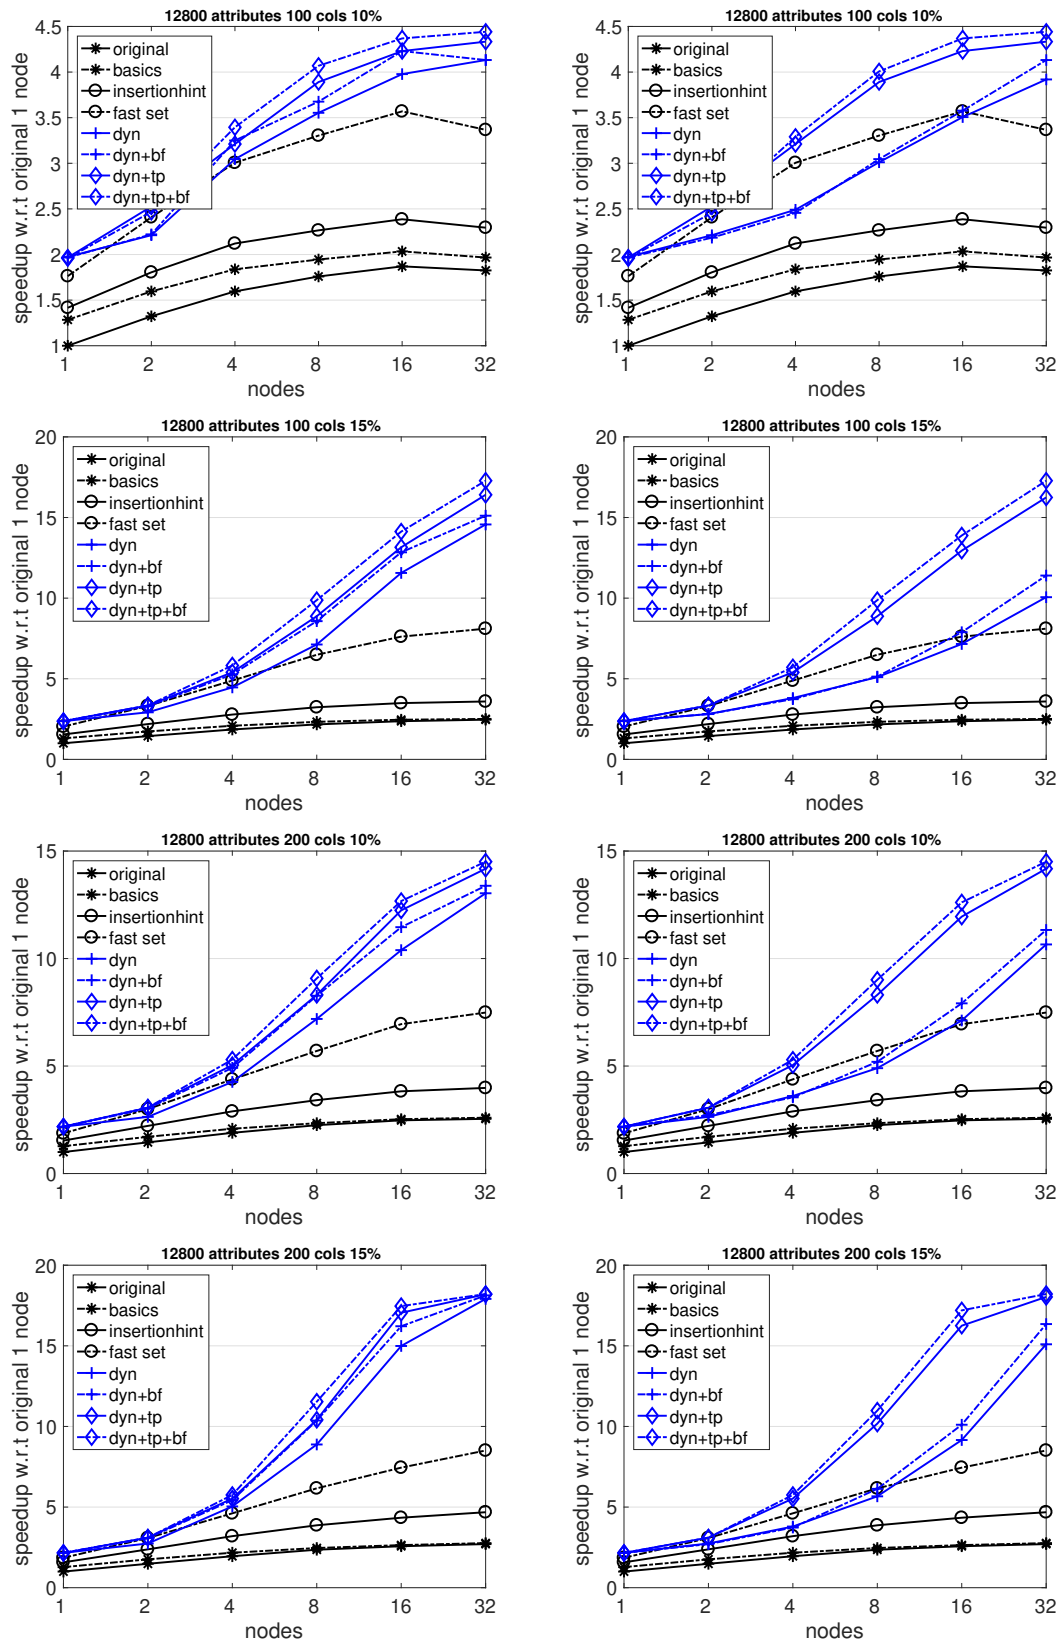 12800 attributes 100 cols 10%
speedup w.r.t original 1 node
4.5
4
3.5
3
2.5
2
1.5
1
original
basics
insertionhint
fast set
dyn
dyn+bf
dyn+tp
dyn+tp+bf
1 2 4 8 16 32
nodes
12800 attributes 100 cols 10%
speedup w.r.t original 1 node
4.5
4
3.5
3
2.5
2
1.5
1
original
basics
insertionhint
fast set
dyn
dyn+bf
dyn+tp
dyn+tp+bf
1 2 4 8 16 32
nodes
12800 attributes 100 cols 15%
speedup w.r.t original 1 node
20
15
10
5
0
original
basics
insertionhint
fast set
dyn
dyn+bf
dyn+tp
dyn+tp+bf
1 2 4 8 16 32
nodes
12800 attributes 100 cols 15%
speedup w.r.t original 1 node
20
15
10
5
0
original
basics
insertionhint
fast set
dyn
dyn+bf
dyn+tp
dyn+tp+bf
1 2 4 8 16 32
nodes
12800 attributes 200 cols 10%
speedup w.r.t original 1 node
15
10
5
0
original
basics
insertionhint
fast set
dyn
dyn+bf
dyn+tp
dyn+tp+bf
1 2 4 8 16 32
nodes
12800 attributes 200 cols 10%
speedup w.r.t original 1 node
15
10
5
0
original
basics
insertionhint
fast set
dyn
dyn+bf
dyn+tp
dyn+tp+bf
1 2 4 8 16 32
nodes
12800 attributes 200 cols 15%
speedup w.r.t original 1 node
20
15
10
5
0
original
basics
insertionhint
fast set
dyn
dyn+bf
dyn+tp
dyn+tp+bf
1 2 4 8 16 32
nodes
12800 attributes 200 cols 15%
speedup w.r.t original 1 node
20
15
10
5
0
original
basics
insertionhint
fast set
dyn
dyn+bf
dyn+tp
dyn+tp+bf
1 2 4 8 16 32
nodes